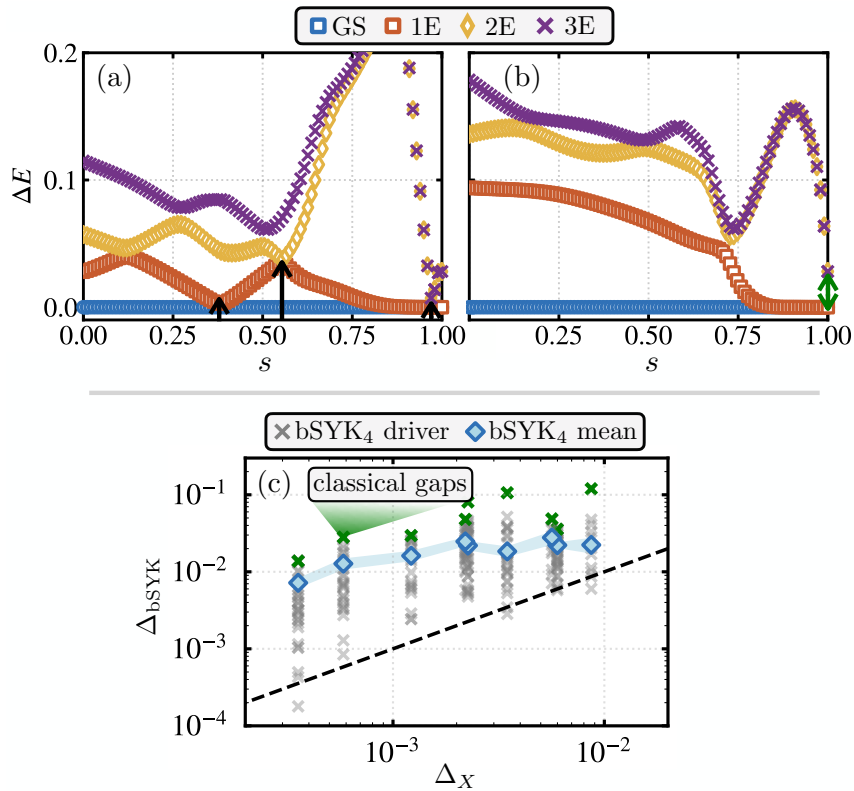 GS 1E 2E 3E
(a) (b)
0.2
0.1
0.0
ΔE
0.00 0.25 0.50 0.75 1.00
0.00 0.25 0.50 0.75 1.00
s s
bSYK₄ driver bSYK₄ mean
(c)
classical gaps
10⁻¹
10⁻²
10⁻³
10⁻⁴
Δ_bSYK
10⁻³ 10⁻²
Δ_X